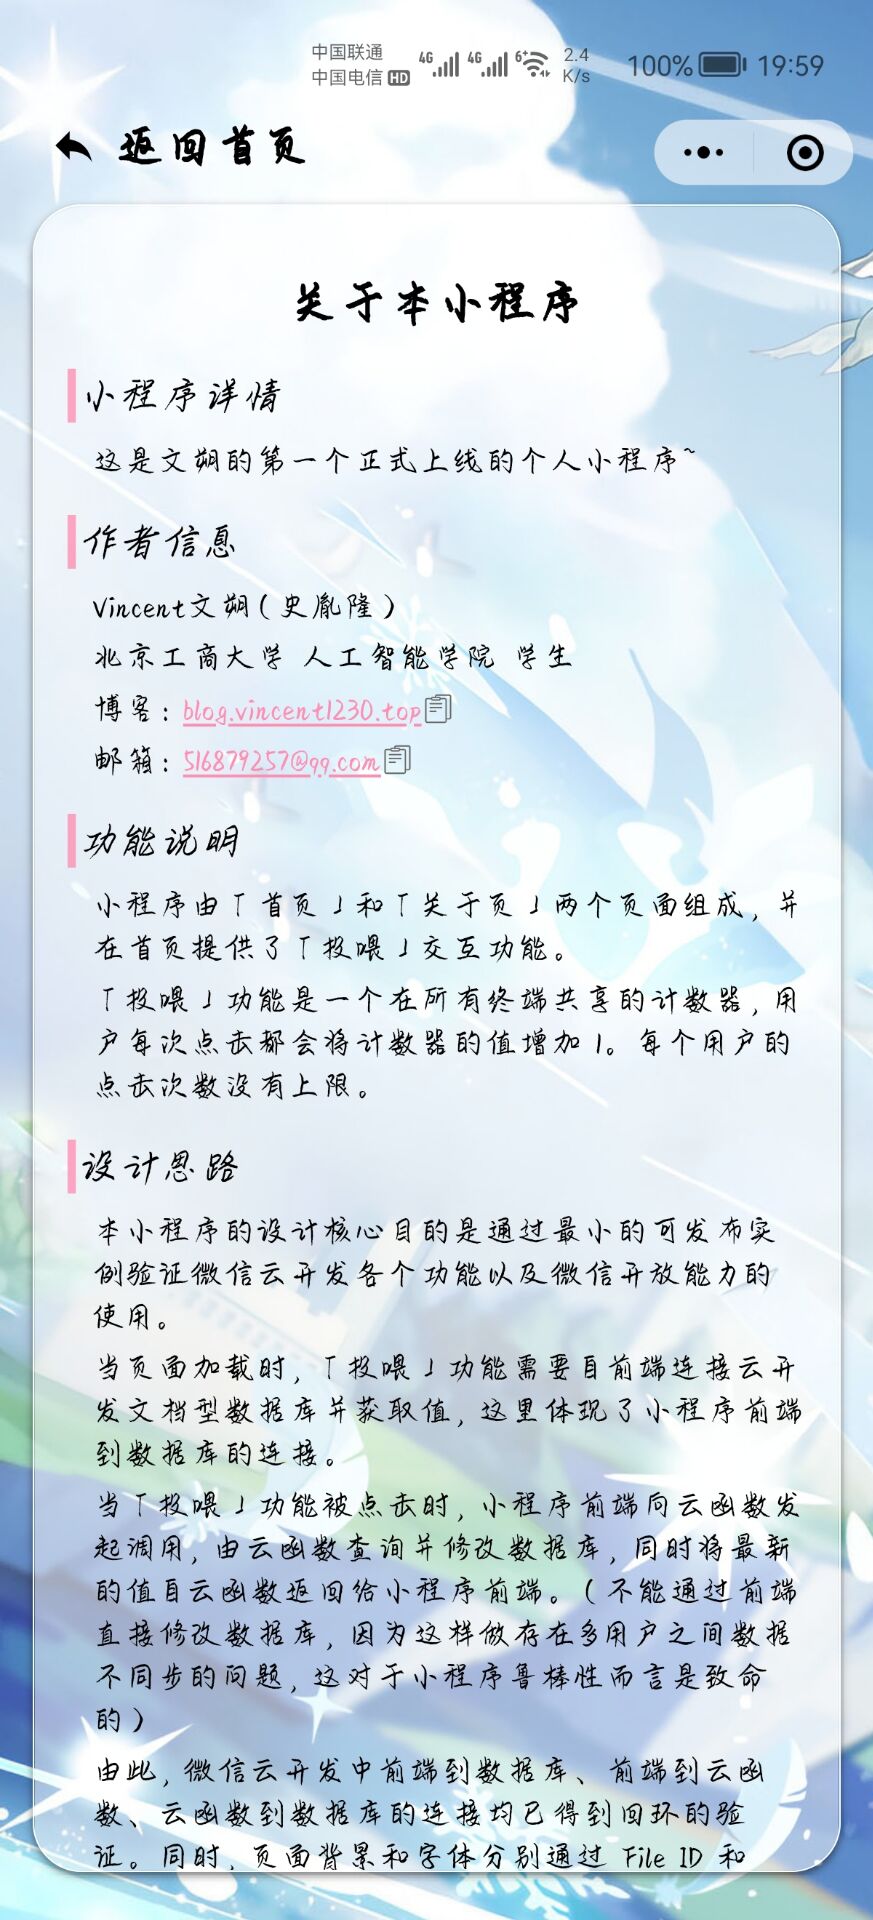 中国联通
中国电信 HD
4G 4G 6+ 2.4 K/s 100% 19:59
返回首页
关于本小程序
小程序详情
这是文朔的第一个正式上线的个人小程序~
作者信息
Vincent文朔(史胤隆)
北京工商大学 人工智能学院 学生
博客: blog.vincent1230.top
邮箱: 516879257@qq.com
功能说明
小程序由「首页」和「关于页」两个页面组成,并
在首页提供了「投喂」交互功能。
「投喂」功能是一个在所有终端共享的计数器,用
户每次点击都会将计数器的值增加1。每个用户的
点击次数没有上限。
设计思路
本小程序的设计核心目的是通过最小的可发布实
例验证微信云开发各个功能以及微信开放能力的
使用。
当页面加载时,「投喂」功能需要自前端连接云开
发文档型数据库并获取值,这里体现了小程序前端
到数据库的连接。
当「投喂」功能被点击时,小程序前端向云函数发
起调用,由云函数查询并修改数据库,同时将最新
的值自云函数返回给小程序前端。(不能通过前端
直接修改数据库,因为这样做存在多用户之间数据
不同步的问题,这对于小程序鲁棒性而言是致命
的)
由此,微信云开发中前端到数据库、前端到云函
数、云函数到数据库的连接均已得到回环的验
证。同时,页面背景和字体分别通过 File ID 和